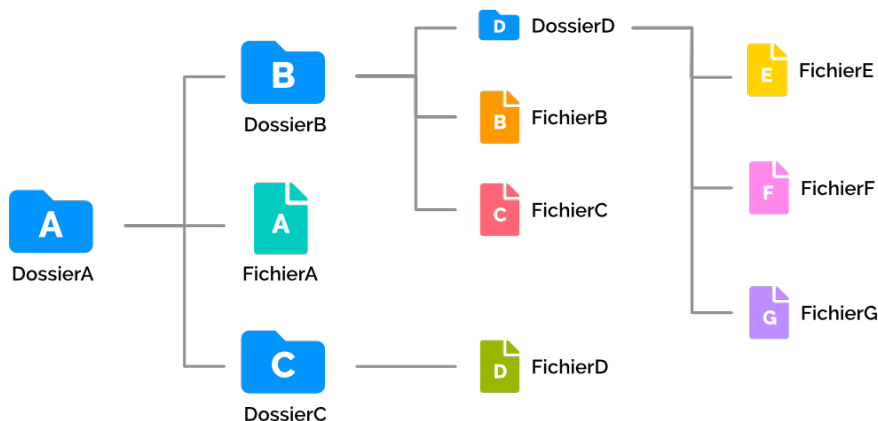 D
DossierD
B
DossierB
E
FichierE
B
FichierB
A
DossierA
A
FichierA
C
FichierC
F
FichierF
C
DossierC
D
FichierD
G
FichierG